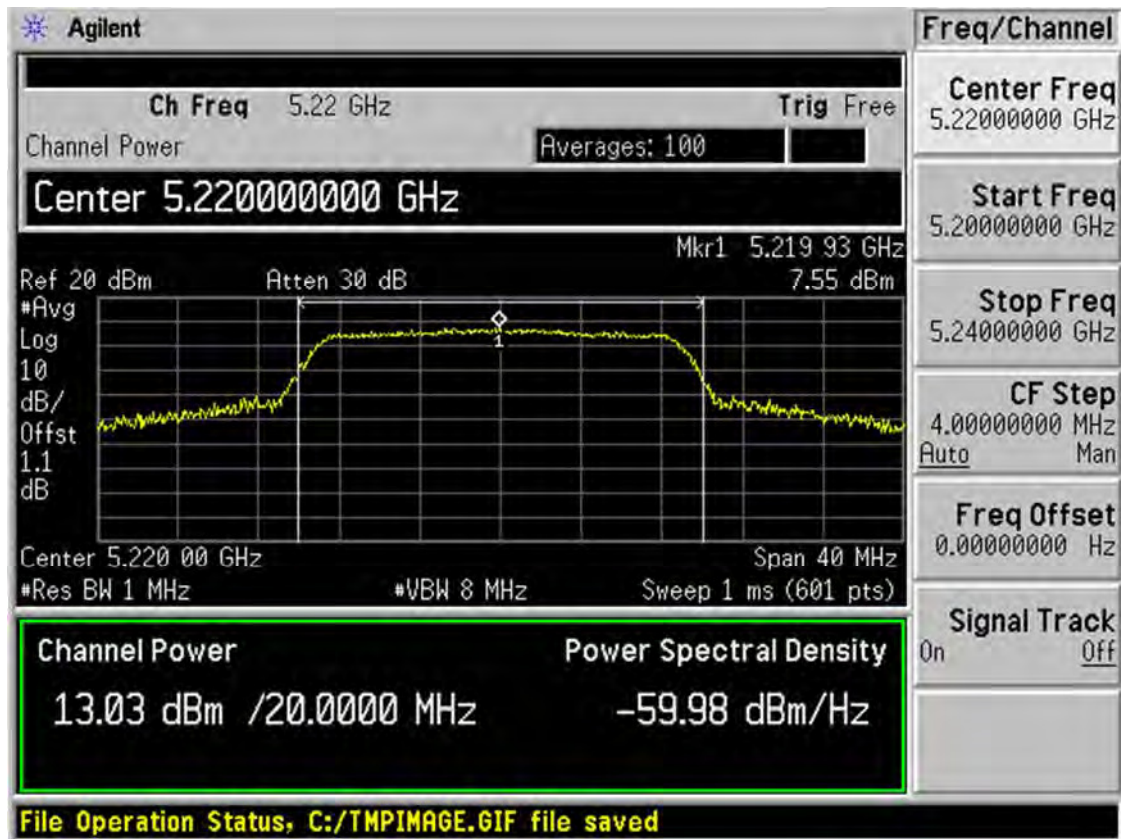 Agilent
Freq/Channel
Ch Freq 5.22 GHz Trig Free
Channel Power Averages: 100
Center 5.220000000 GHz
Mkr1 5.219 93 GHz
Ref 20 dBm Atten 30 dB 7.55 dBm
#Avg
Log
10
dB/
Offst
1.1
dB
1
Center 5.220 00 GHz Span 40 MHz
#Res BW 1 MHz #VBW 8 MHz Sweep 1 ms (601 pts)
Channel Power Power Spectral Density
13.03 dBm /20.0000 MHz -59.98 dBm/Hz
Center Freq
5.22000000 GHz
Start Freq
5.20000000 GHz
Stop Freq
5.24000000 GHz
CF Step
4.00000000 MHz
Auto Man
Freq Offset
0.00000000 Hz
Signal Track
On Off
File Operation Status, C:/TMPIMAGE.GIF file saved